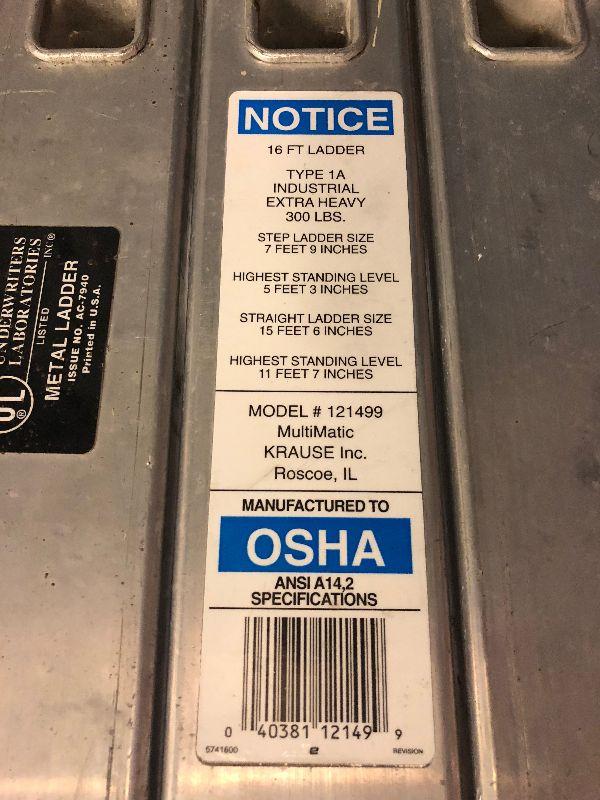 NOTICE
16 FT LADDER
TYPE 1A
INDUSTRIAL
EXTRA HEAVY
300 LBS.
STEP LADDER SIZE
7 FEET 9 INCHES
HIGHEST STANDING LEVEL
5 FEET 3 INCHES
STRAIGHT LADDER SIZE
15 FEET 6 INCHES
HIGHEST STANDING LEVEL
11 FEET 7 INCHES
MODEL # 121499
MultiMatic
KRAUSE Inc.
Roscoe, IL
MANUFACTURED TO
OSHA
ANSI A14,2
SPECIFICATIONS
0 40381 12149 9
5741600 e REVISION
UL®
UNDERWRITERS
LABORATORIES INC®
LISTED
METAL LADDER
ISSUE NO. AC-7940
Printed in U.S.A.